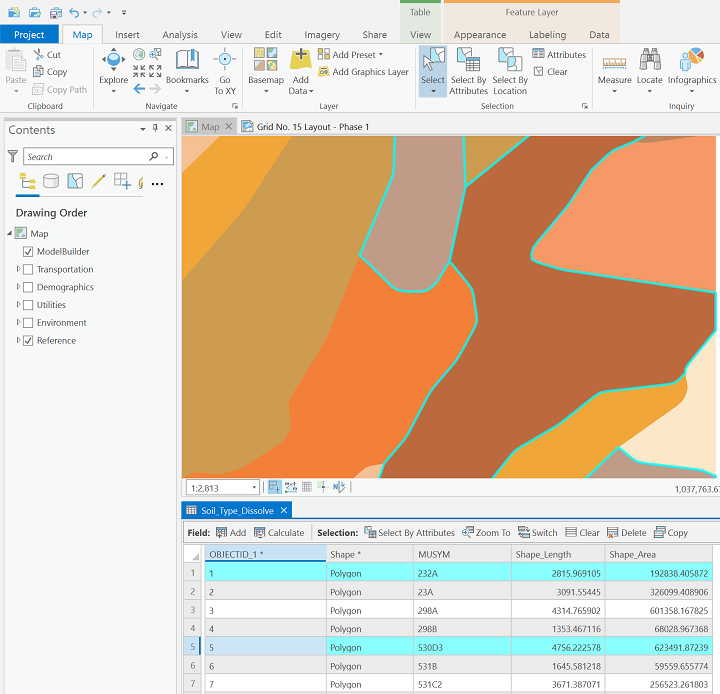 Table
Feature Layer
Project Map Insert Analysis View Edit Imagery Share View Appearance Labeling Data
Paste
Cut
Copy
Copy Path
Clipboard
Explore
Bookmarks
Go
To XY
Navigate
Basemap
Add
Data
Add Preset
Add Graphics Layer
Layer
Select
Select By
Attributes
Select By
Location
Attributes
Clear
Selection
Measure
Locate
Infographics
Inquiry
Contents
Search
Drawing Order
Map
ModelBuilder
Transportation
Demographics
Utilities
Environment
Reference
Map
Grid No. 15 Layout - Phase 1
1:2,813
1,037,763.6
Soil_Type_Dissolve
Field: Add Calculate Selection: Select By Attributes Zoom To Switch Clear Delete Copy
OBJECTID_1 * Shape * MUSYM Shape_Length Shape_Area
1 1 Polygon 232A 2815.969105 192838.405872
2 2 Polygon 23A 3091.55445 326099.408906
3 3 Polygon 298A 4314.765902 601358.167825
4 4 Polygon 298B 1353.467116 68028.967368
5 5 Polygon 530D3 4756.222578 623491.87239
6 6 Polygon 531B 1645.581218 59559.655774
7 7 Polygon 531C2 3671.387071 256523.261803